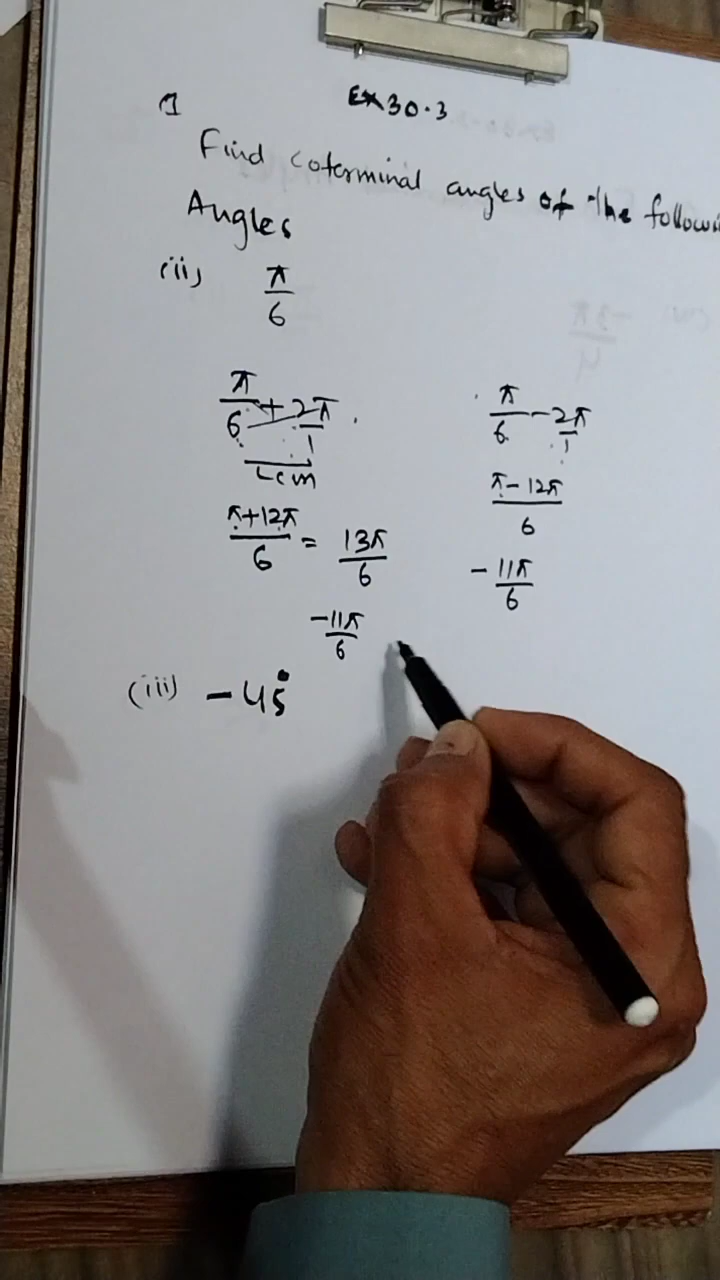 Ex 30.3
Find coterminal angles of the
Angles
(ii) π/6
π/6 + 2π/1
Lcm
π+12π/6 = 13π/6
-11π/6
π/6 - 2π/1
π-12π/6
-11π/6
(iii) -45°